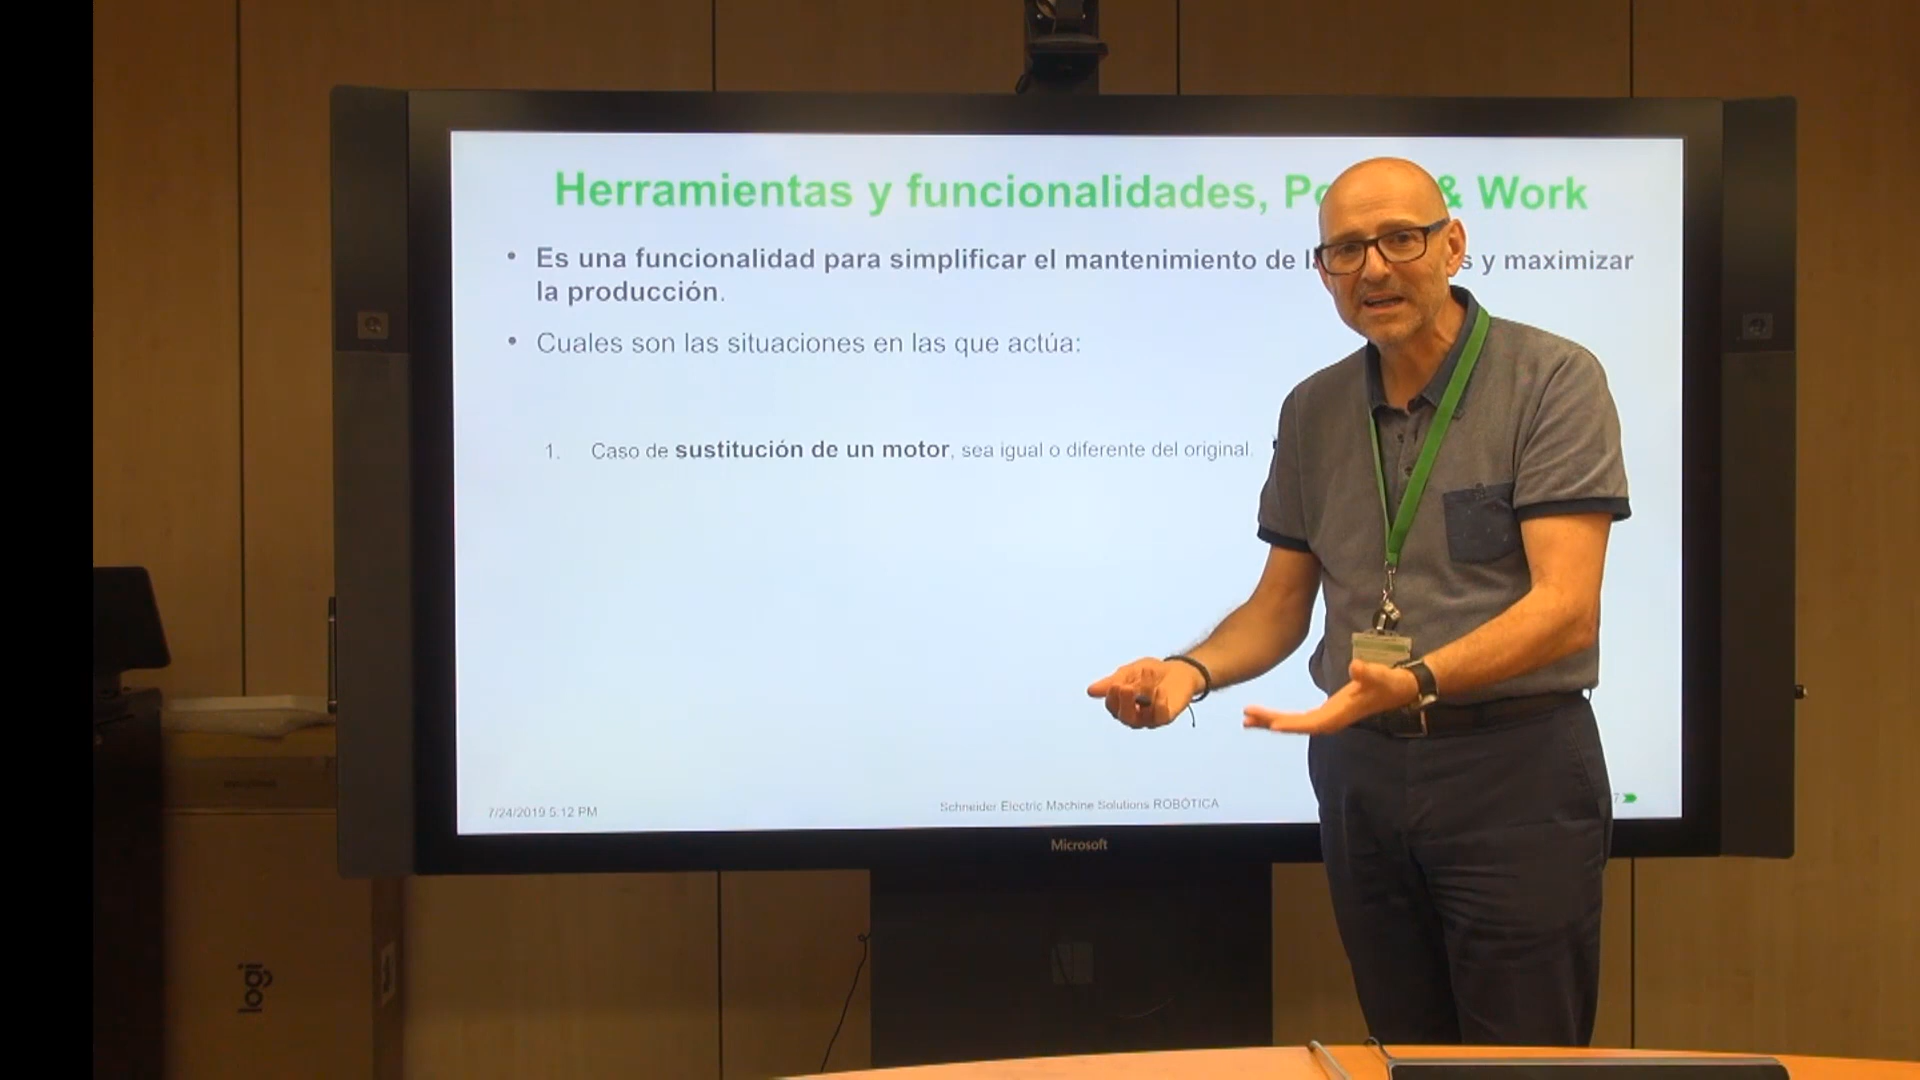 Herramientas y funcionalidades, & Work
• Es una funcionalidad para simplificar el mantenimiento de y maximizar
la producción.
• Cuales son las situaciones en las que actúa:
1. Caso de sustitución de un motor, sea igual o diferente del original.
7/24/2019 5:12 PM
Schneider Electric Machine Solutions ROBÓTICA
Microsoft
logi